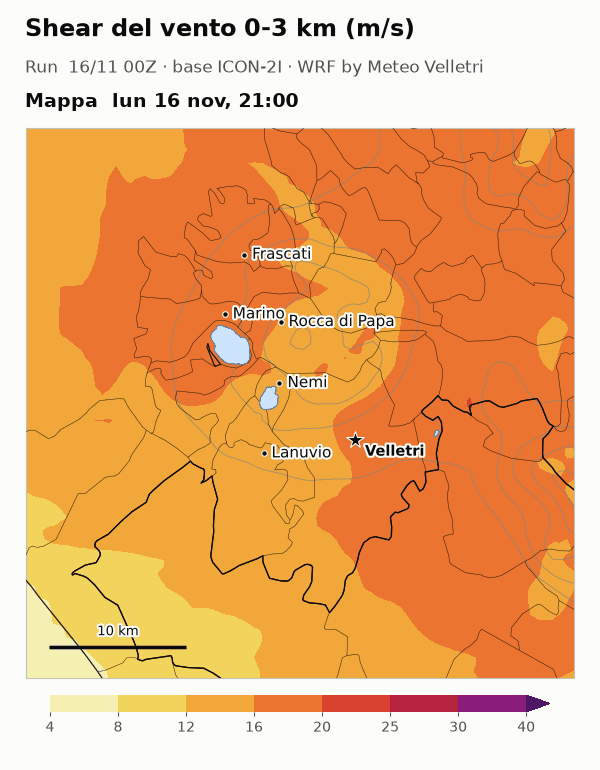 Shear del vento 0-3 km (m/s)
Run  16/11 00Z · base ICON-2I · WRF by Meteo Velletri
Mappa  lun 16 nov, 21:00
Frascati
Marino
Rocca di Papa
Nemi
Velletri
Lanuvio
10 km
4 8 12 16 20 25 30 40